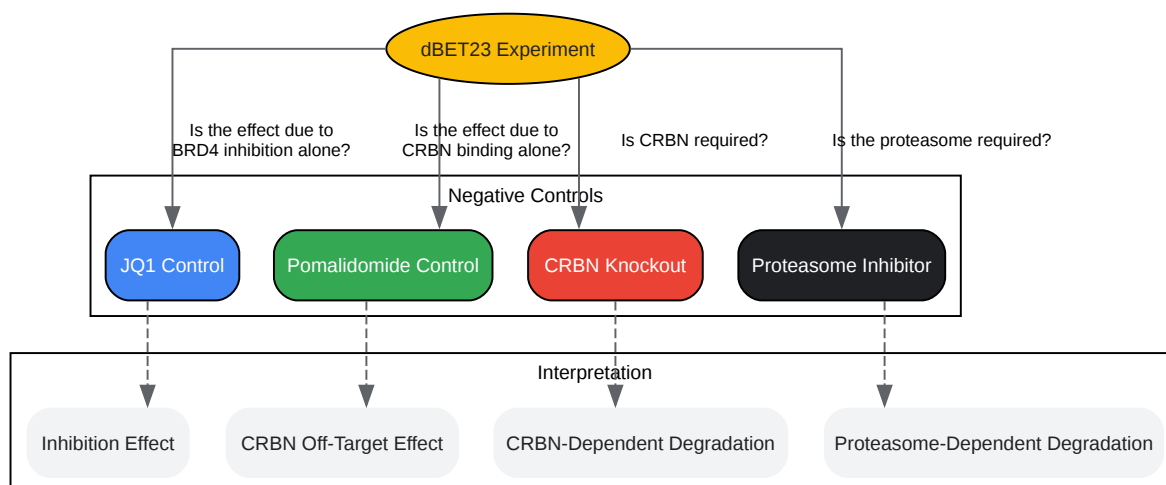 dBET23 Experiment
Is the effect due to
BRD4 inhibition alone?
Is the effect due to
CRBN binding alone?
Is CRBN required?
Is the proteasome required?
Negative Controls
JQ1 Control
Pomalidomide Control
CRBN Knockout
Proteasome Inhibitor
Interpretation
Inhibition Effect
CRBN Off-Target Effect
CRBN-Dependent Degradation
Proteasome-Dependent Degradation